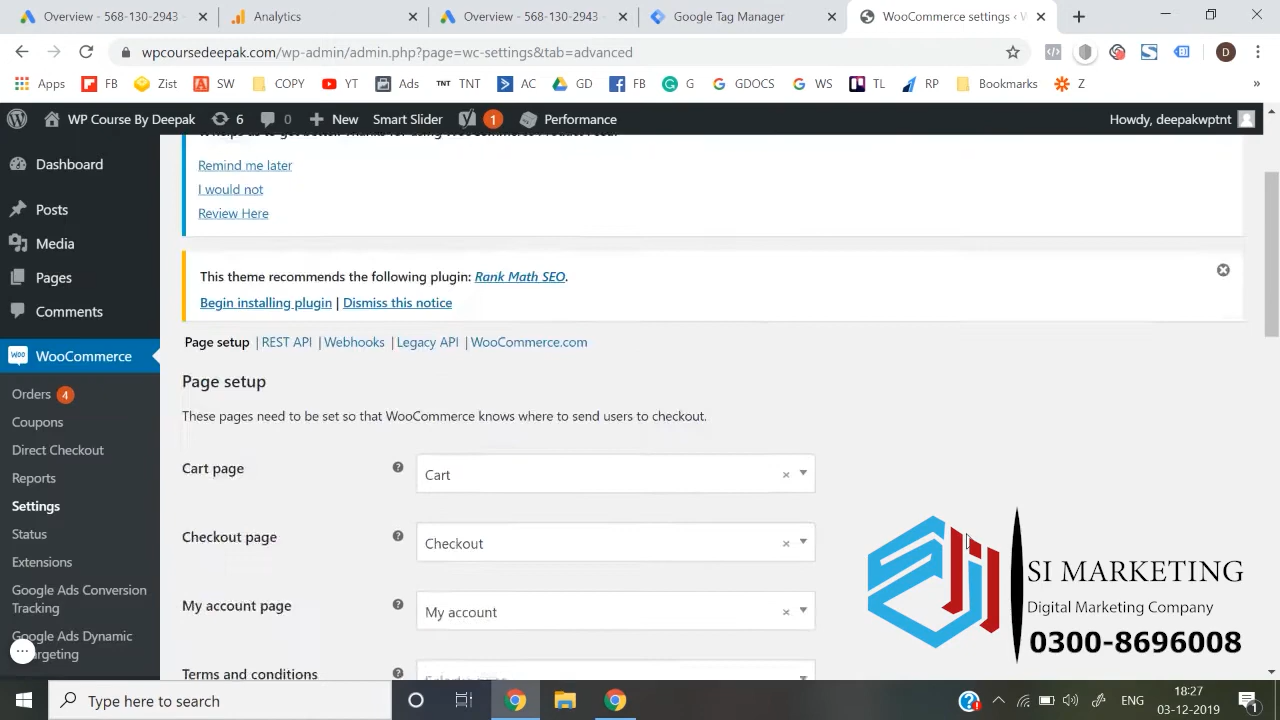 Overview - 568-130-2943
Analytics
Overview - 568-130-2943
Google Tag Manager
WooCommerce settings ‹ W
wpcoursedeepak.com/wp-admin/admin.php?page=wc-settings&tab=advanced
D
Apps FB Zist SW COPY YT Ads TNT TNT AC GD FB G GDOCS WS TL RP Bookmarks Z »
WP Course By Deepak 6 0 New Smart Slider 1 Performance Howdy, deepakwptnt
Remind me later
I would not
Review Here
This theme recommends the following plugin: Rank Math SEO.
Begin installing plugin | Dismiss this notice
Dashboard
Posts
Media
Pages
Comments
WooCommerce
Orders 4
Coupons
Direct Checkout
Reports
Settings
Status
Extensions
Google Ads Conversion
Tracking
Google Ads Dynamic
Page setup | REST API | Webhooks | Legacy API | WooCommerce.com
Page setup
These pages need to be set so that WooCommerce knows where to send users to checkout.
Cart page Cart
Checkout page Checkout
My account page My account
Terms and conditions
SI MARKETING
Digital Marketing Company
0300-8696008
Type here to search
ENG
18:27
03-12-2019
1